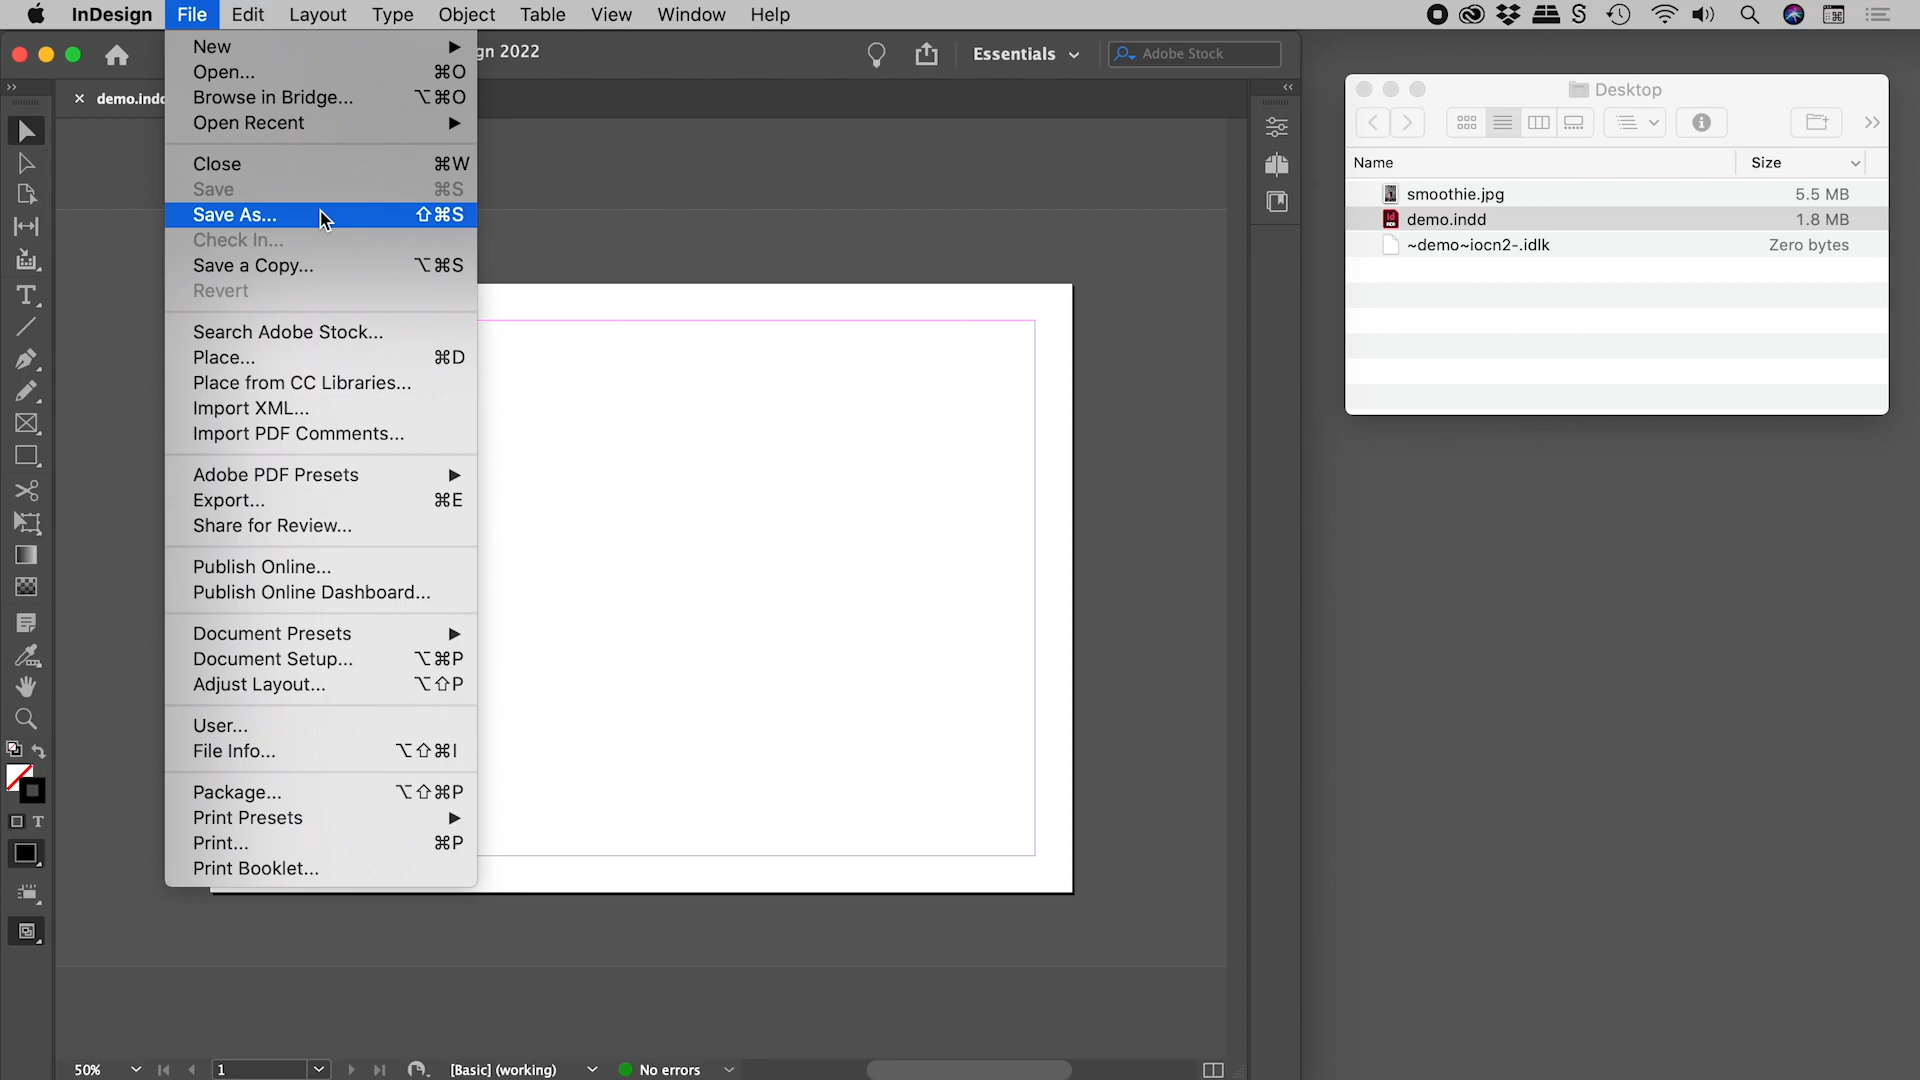 InDesign File Edit Layout Type Object Table View Window Help
gn 2022
Essentials
Adobe Stock
demo.indd
New
Open... ⌘O
Browse in Bridge... ⌥⌘O
Open Recent
Close ⌘W
Save ⌘S
Save As... ⇧⌘S
Check In...
Save a Copy... ⌥⌘S
Revert
Search Adobe Stock...
Place... ⌘D
Place from CC Libraries...
Import XML...
Import PDF Comments...
Adobe PDF Presets
Export... ⌘E
Share for Review...
Publish Online...
Publish Online Dashboard...
Document Presets
Document Setup... ⌥⌘P
Adjust Layout... ⌥⇧P
User...
File Info... ⌥⇧⌘I
Package... ⌥⇧⌘P
Print Presets
Print... ⌘P
Print Booklet...
Desktop
Name Size
smoothie.jpg 5.5 MB
demo.indd 1.8 MB
~demo~iocn2-.idlk Zero bytes
50% 1 [Basic] (working) No errors